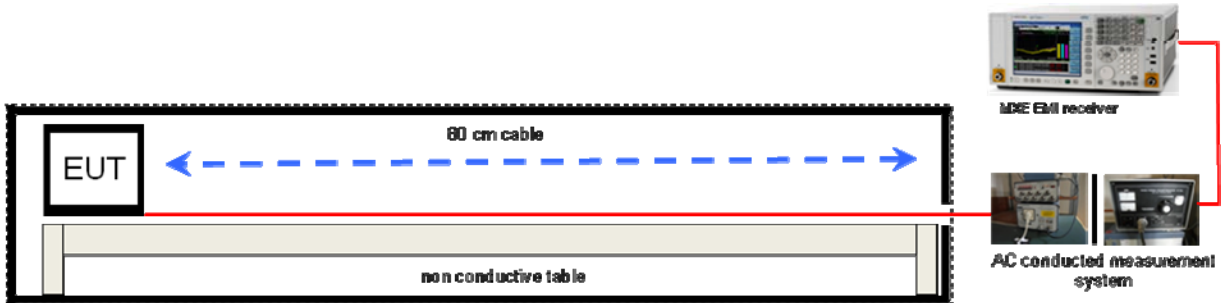 80 cm cable
EUT
MXE EMI receiver
AC conducted measurement
system
non conductive table